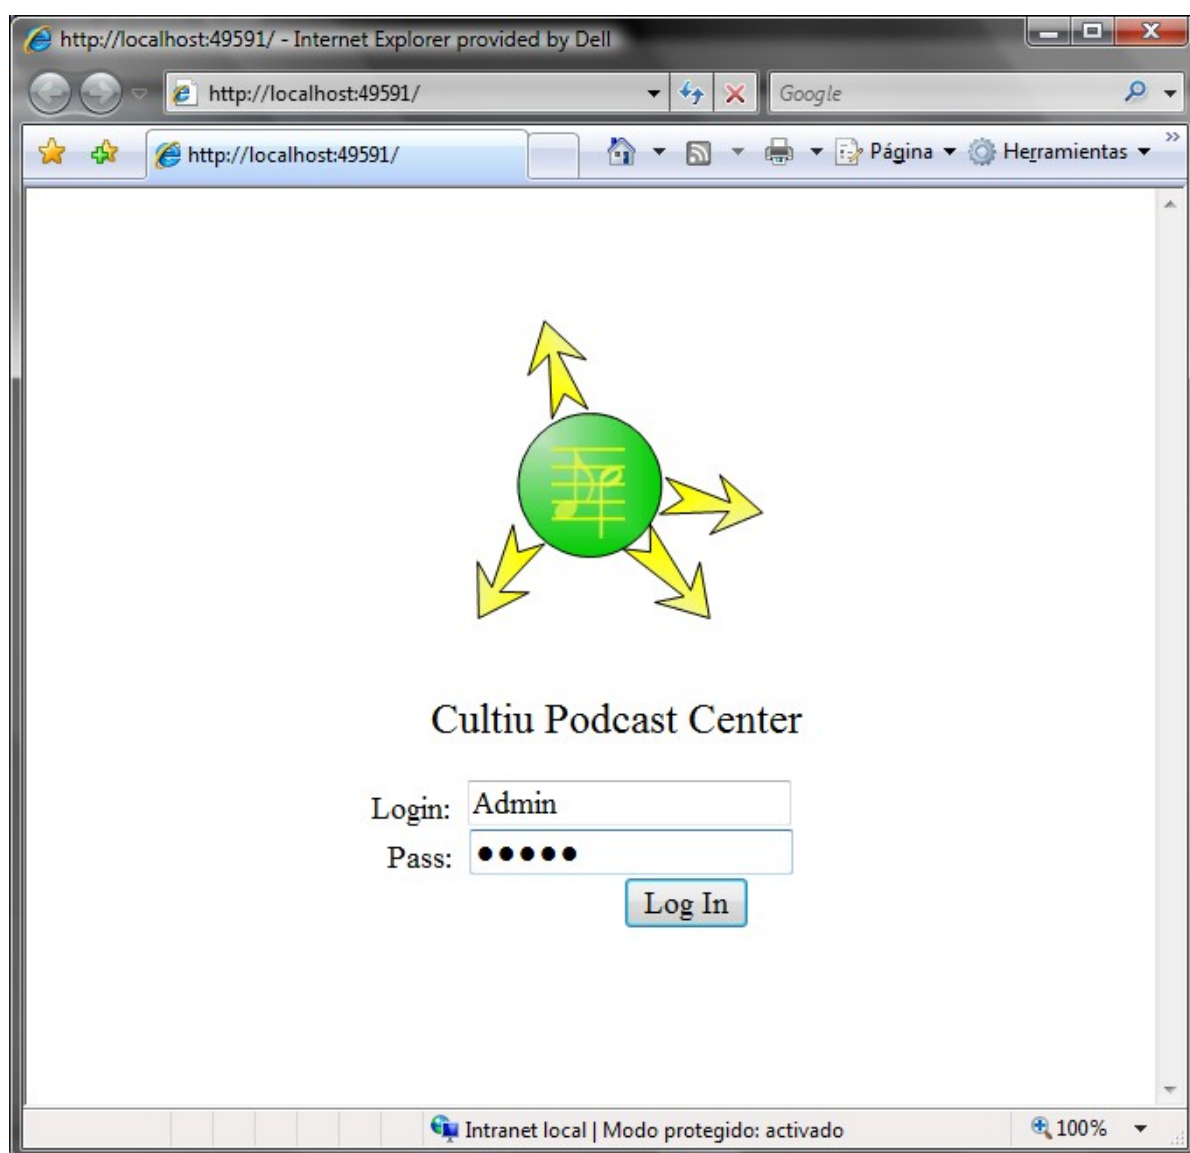 http://localhost:49591/ - Internet Explorer provided by Dell
http://localhost:49591/
Google
http://localhost:49591/
Página
Herramientas
Cultiu Podcast Center
Login: Admin
Pass: ●●●●●
Log In
Intranet local | Modo protegido: activado
100%